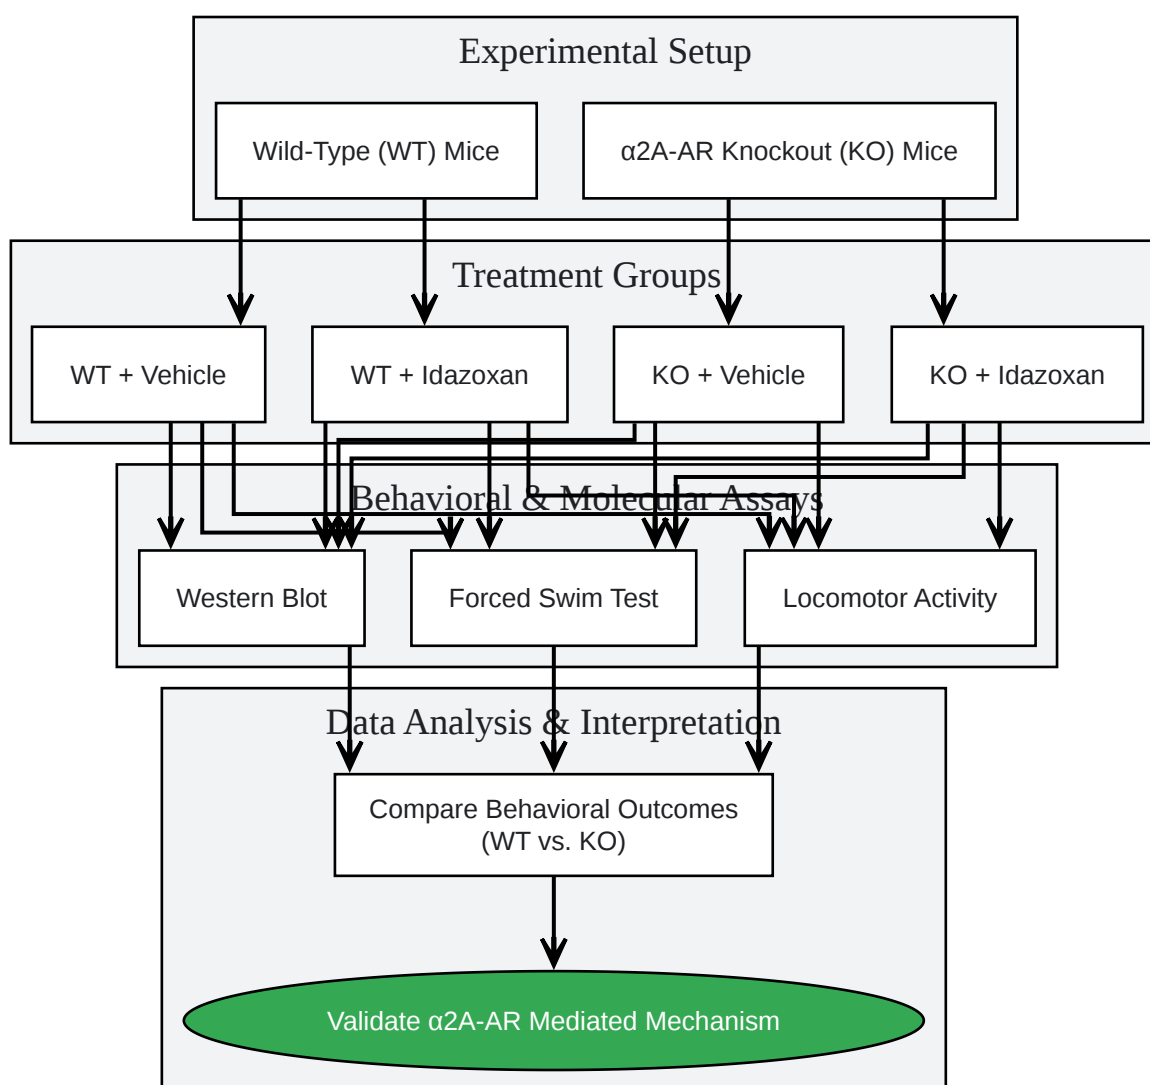 Experimental Setup
Wild-Type (WT) Mice
α2A-AR Knockout (KO) Mice
Treatment Groups
WT + Vehicle
WT + Idazoxan
KO + Vehicle
KO + Idazoxan
Behavioral & Molecular Assays
Western Blot
Forced Swim Test
Locomotor Activity
Data Analysis & Interpretation
Compare Behavioral Outcomes
(WT vs. KO)
Validate α2A-AR Mediated Mechanism